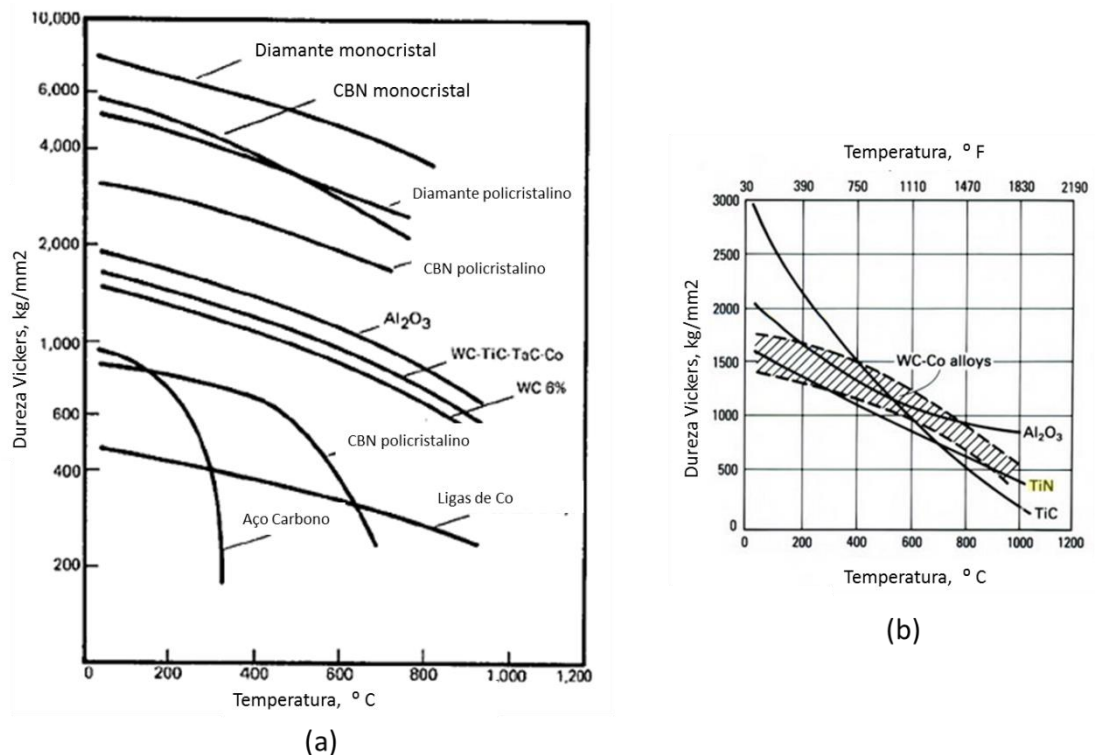 10,000
6,000
4,000
2,000
1,000
600
400
200
Dureza Vickers, kg/mm2
Diamante monocristal
CBN monocristal
Diamante policristalino
CBN policristalino
Al₂O₃
WC-TiC-TaC-Co
WC 6%
CBN policristalino
Ligas de Co
Aço Carbono
0 200 400 600 800 1.000 1,200
Temperatura, ° C
(a)
Temperatura, ° F
30 390 750 1110 1470 1830 2190
3000
2500
2000
1500
1000
500
0
Dureza Vickers, kg/mm2
WC-Co alloys
Al₂O₃
TiN
TiC
0 200 400 600 800 1000 1200
Temperatura, ° C
(b)